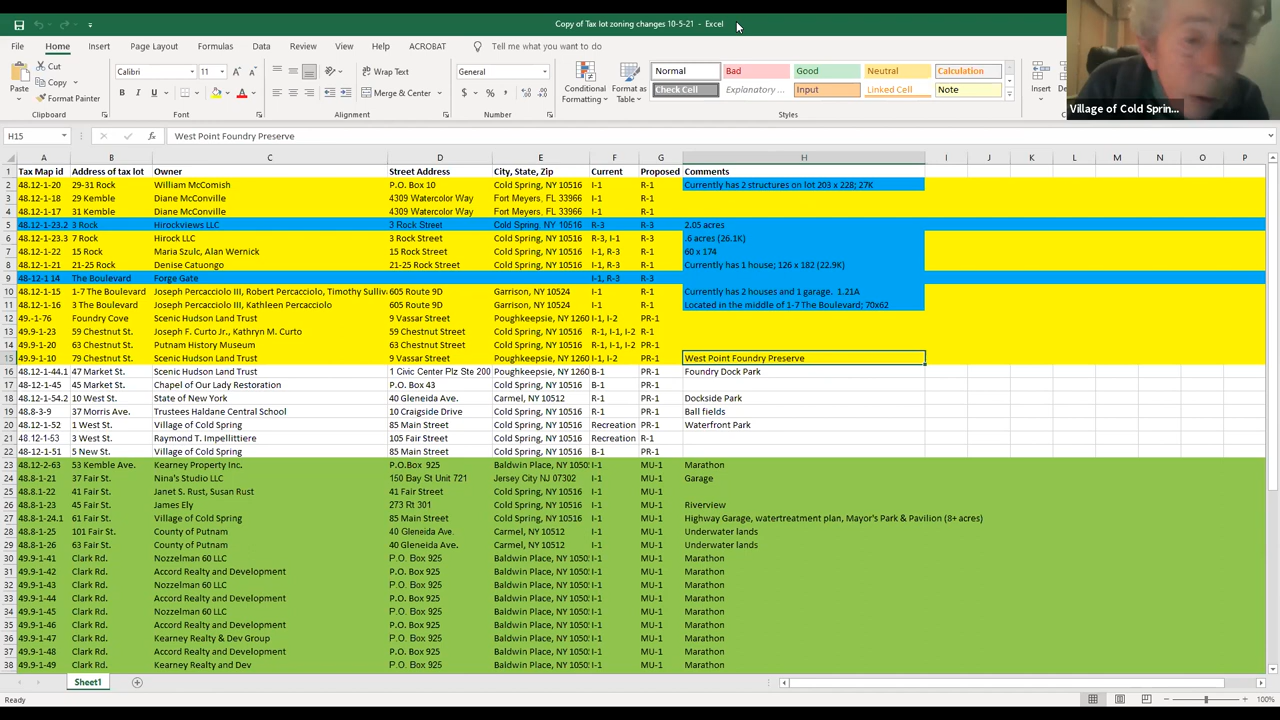 Copy of Tax lot zoning changes 10-5-21 - Excel
File Home Insert Page Layout Formulas Data Review View Help ACROBAT Tell me what you want to do
Cut Calibri 11 Wrap Text General Normal Bad Good Neutral Calculation
Copy Check Cell Explanatory ... Input Linked Cell Note
Paste Format Painter B I U Merge & Center $ % Conditional Formatting Format as Table Insert
Clipboard Font Alignment Number Styles
Village of Cold Sprin...
H15 fx West Point Foundry Preserve
A B C D E F G H I J K L M N O P
1 Tax Map id Address of tax lot Owner Street Address City, State, Zip Current Proposed Comments
2 48.12-1-20 29-31 Rock William McComish P.O. Box 10 Cold Spring, NY 10516 I-1 R-1 Currently has 2 structures on lot 203 x 228; 27K
3 48.12-1-18 29 Kemble Diane McConville 4309 Watercolor Way Fort Meyers, FL 33966 I-1 R-1
4 48.12-1-17 31 Kemble Diane McConville 4309 Watercolor Way Fort Meyers, FL 33966 I-1 R-1
5 48.12-1-23.2 3 Rock Hirockviews LLC 3 Rock Street Cold Spring, NY 10516 R-3 R-3 2.05 acres
6 48.12-1-23.3 7 Rock Hirock LLC 3 Rock Street Cold Spring, NY 10516 R-3, I-1 R-3 .6 acres (26.1K)
7 48.12-1-22 15 Rock Maria Szulc, Alan Wernick 15 Rock Street Cold Spring, NY 10516 I-1, R-3 R-3 60 x 174
8 48.12-1-21 21-25 Rock Denise Catuongo 21-25 Rock Street Cold Spring, NY 10516 I-1, R-3 R-3 Currently has 1 house; 126 x 182 (22.9K)
9 48-12-1 14 The Boulevard Forge Gate I-1, R-3 R-3
10 48.12-1-15 1-7 The Boulevard Joseph Percacciolo III, Robert Percacciolo, Timothy Sulliv 605 Route 9D Garrison, NY 10524 I-1 R-3 Currently has 2 houses and 1 garage. 1.21A
11 48.12-1-16 3 The Boulevard Joseph Percacciolo III, Kathleen Percacciolo 605 Route 9D Garrison, NY 10524 I-1 R-3 Located in the middle of 1-7 The Boulevard; 70x62
12 49.-1-76 Foundry Cove Scenic Hudson Land Trust 9 Vassar Street Poughkeepsie, NY 1260 I-1, I-2 PR-1
13 49.9-1-23 59 Chestnut St. Joseph F. Curto Jr., Kathryn M. Curto 59 Chestnut Street Cold Spring, NY 10516 R-1, I-1, I-2 PR-1
14 49.9-1-20 63 Chestnut St. Putnam History Museum 63 Chestnut Street Cold Spring, NY 10516 R-1, I-1, I-2 PR-1
15 49.9-1-10 79 Chestnut St. Scenic Hudson Land Trust 9 Vassar Street Poughkeepsie, NY 1260 I-1, I-2 PR-1 West Point Foundry Preserve
16 48.12-1-44.1 47 Market St. Scenic Hudson Land Trust 1 Civic Center Plz Ste 200 Poughkeepsie, NY 1260 B-1 PR-1 Foundry Dock Park
17 48.12-1-45 45 Market St. Chapel of Our Lady Restoration P.O. Box 43 Cold Spring, NY 10516 B-1 PR-1
18 48.12-1-54.2 10 West St. State of New York 40 Gleneida Ave. Carmel, NY 10512 R-1 PR-1 Dockside Park
19 48.8-3-9 37 Morris Ave. Trustees Haldane Central School 10 Craigside Drive Cold Spring, NY 10516 R-1 PR-1 Ball fields
20 48.12-1-52 1 West St. Village of Cold Spring 85 Main Street Cold Spring, NY 10516 Recreation PR-1 Waterfront Park
21 48.12-1-53 3 West St. Raymond T. Impellittiere 105 Fair Street Cold Spring, NY 10516 Recreation R-1
22 48.12-1-51 5 New St. Village of Cold Spring 85 Main Street Cold Spring, NY 10516 B-1 PR-1
23 48.12-2-63 53 Kemble Ave. Kearney Property Inc. P.O.Box 925 Baldwin Place, NY 1050 I-1 MU-1 Marathon
24 48.8-1-21 37 Fair St. Nina's Studio LLC 150 Bay St Unit 721 Jersey City NJ 07302 I-1 MU-1 Garage
25 48.8.1-22 41 Fair St. Janet S. Rust, Susan Rust 41 Fair Street Cold Spring, NY 10516 I-1 MU-1
26 48.8-1-23 45 Fair St. James Ely 273 Rt 301 Cold Spring, NY 10516 I-1 MU-1 Riverview
27 48.8-1-24.1 61 Fair St. Village of Cold Spring 85 Main Street Cold Spring, NY 10516 I-1 MU-1 Highway Garage, watertreatment plan, Mayor's Park & Pavilion (8+ acres)
28 48.8-1-25 101 Fair St. County of Putnam 40 Gleneida Ave. Carmel, NY 10512 I-1 MU-1 Underwater lands
29 48.8-1-26 63 Fair St. County of Putnam 40 Gleneida Ave. Carmel, NY 10512 I-1 MU-1 Underwater lands
30 49.9-1-41 Clark Rd. Nozzelman 60 LLC P.O. Box 925 Baldwin Place, NY 1050 I-1 MU-1 Marathon
31 49.9-1-42 Clark Rd. Accord Realty and Development P.O. Box 925 Baldwin Place, NY 1050 I-1 MU-1 Marathon
32 49.9-1-43 Clark Rd. Nozzelman 60 LLC P.O. Box 925 Baldwin Place, NY 1050 I-1 MU-1 Marathon
33 49.9-1-44 Clark Rd. Accord Realty and Development P.O. Box 925 Baldwin Place, NY 1050 I-1 MU-1 Marathon
34 49.9-1-45 Clark Rd. Nozzelman 60 LLC P.O. Box 925 Baldwin Place, NY 1050 I-1 MU-1 Marathon
35 49.9-1-46 Clark Rd. Accord Realty and Development P.O. Box 925 Baldwin Place, NY 1050 I-1 MU-1 Marathon
36 49.9-1-47 Clark Rd. Kearney Realty & Dev Group P.O. Box 925 Baldwin Place, NY 1050 I-1 MU-1 Marathon
37 49.9-1-48 Clark Rd. Accord Realty and Development P.O. Box 925 Baldwin Place, NY 1050 I-1 MU-1 Marathon
38 49.9-1-49 Clark Rd. Kearney Realty and Dev P.O. Box 925 Baldwin Place, NY 1050 I-1 MU-1 Marathon
Sheet1
Ready 100%